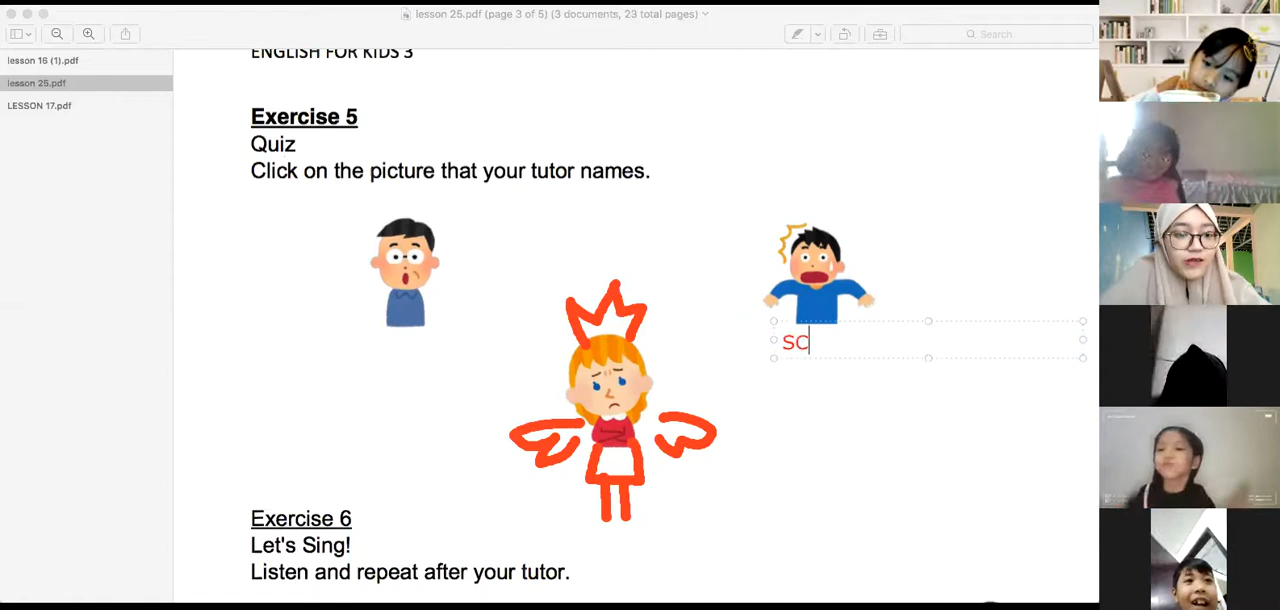 lesson 25.pdf (page 3 of 5) (3 documents, 23 total pages)
Search
lesson 16 (1).pdf
lesson 25.pdf
LESSON 17.pdf
ENGLISH FOR KIDS 3
Exercise 5
Quiz
Click on the picture that your tutor names.
SC
Exercise 6
Let's Sing!
Listen and repeat after your tutor.